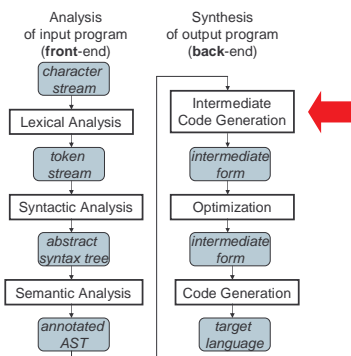 Analysis
of input program
(front-end)
character
stream
Lexical Analysis
token
stream
Syntactic Analysis
abstract
syntax tree
Semantic Analysis
annotated
AST
Synthesis
of output program
(back-end)
Intermediate
Code Generation
intermediate
form
Optimization
intermediate
form
Code Generation
target
language